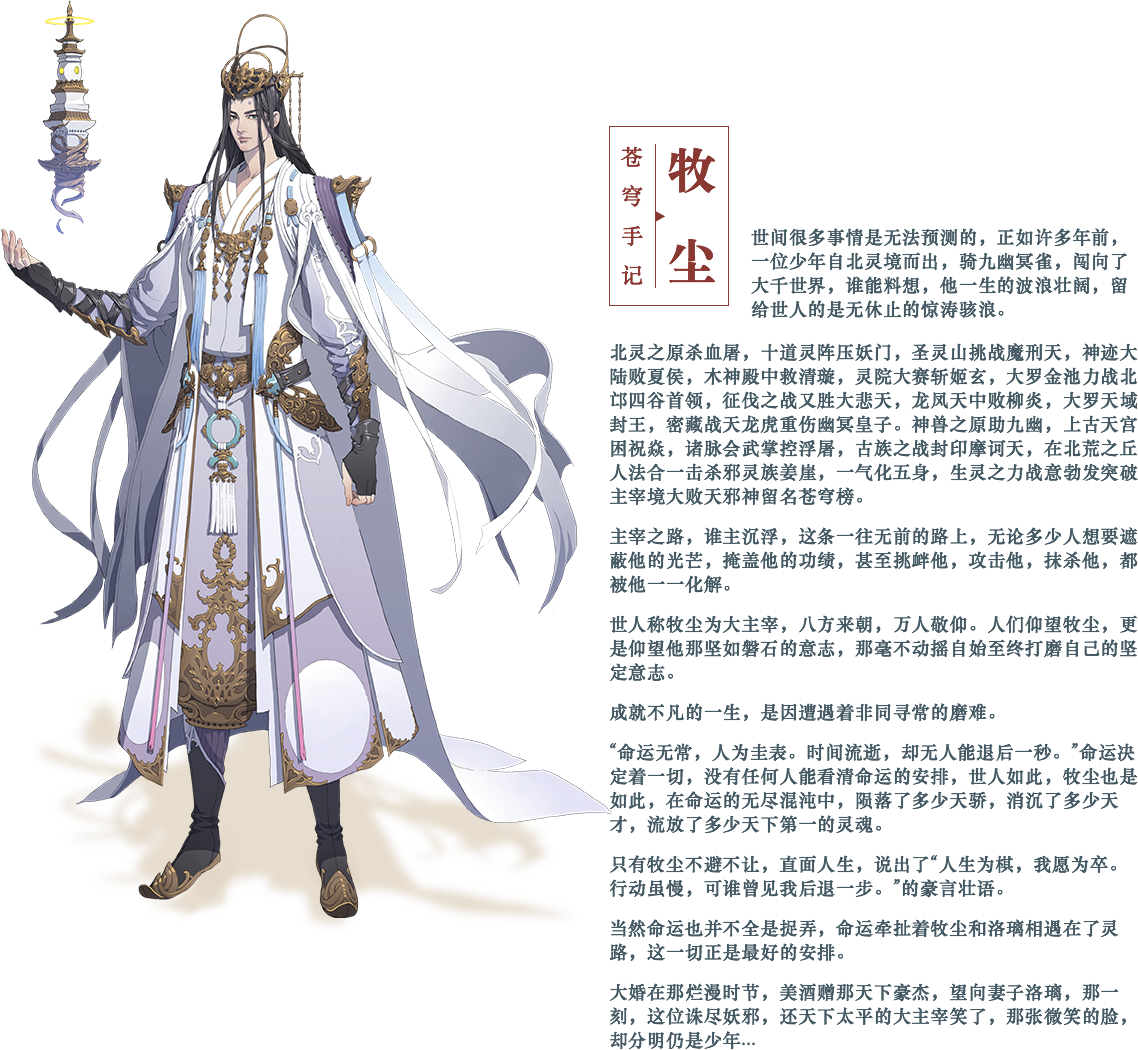 苍穹手记
牧尘
世间很多事情是无法预测的，正如许多年前，
一位少年自北灵境而出，骑九幽冥雀，闯向了
大千世界，谁能料想，他一生的波浪壮阔，留
给世人的是无休止的惊涛骇浪。
北灵之原杀血屠，十道灵阵压妖门，圣灵山挑战魔刑天，神迹大
陆败夏侯，木神殿中救清璇，灵院大赛斩姬玄，大罗金池力战北
邙四谷首领，征伐之战又胜大悲天，龙凤天中败柳炎，大罗天域
封王，密藏战天龙虎重伤幽冥皇子。神兽之原助九幽，上古天宫
困祝焱，诸脉会武掌控浮屠，古族之战封印摩诃天，在北荒之丘
人法合一击杀邪灵族姜崖，一气化五身，生灵之力战意勃发突破
主宰境大败天邪神留名苍穹榜。
主宰之路，谁主沉浮，这条一往无前的路上，无论多少人想要遮
蔽他的光芒，掩盖他的功绩，甚至挑衅他，攻击他，抹杀他，都
被他一一化解。
世人称牧尘为大主宰，八方来朝，万人敬仰。人们仰望牧尘，更
是仰望他那坚如磐石的意志，那毫不动摇自始至终打磨自己的坚
定意志。
成就不凡的一生，是因遭遇着非同寻常的磨难。
“命运无常，人为圭表。时间流逝，却无人能退后一秒。”命运决
定着一切，没有任何人能看清命运的安排，世人如此，牧尘也是
如此，在命运的无尽混沌中，陨落了多少天骄，消沉了多少天
才，流放了多少天下第一的灵魂。
只有牧尘不避不让，直面人生，说出了“人生为棋，我愿为卒。
行动虽慢，可谁曾见我后退一步。”的豪言壮语。
当然命运也并不全是捉弄，命运牵扯着牧尘和洛璃相遇在了灵
路，这一切正是最好的安排。
大婚在那烂漫时节，美酒赠那天下豪杰，望向妻子洛璃，那一
刻，这位诛尽妖邪，还天下太平的大主宰笑了，那张微笑的脸，
却分明仍是少年...